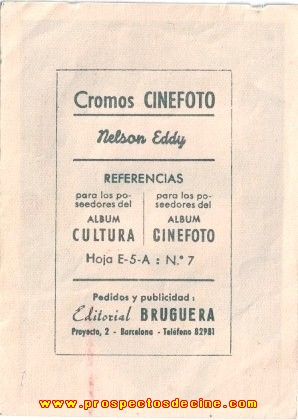 Cromos CINEFOTO
Nelson Eddy
REFERENCIAS
para los po-
seedores del
ALBUM
CULTURA
para los po-
seedores del
ALBUM
CINEFOTO
Hoja E-5-A : N.º 7
Pedidos y publicidad:
Editorial BRUGUERA
Proyecto, 2 - Barcelona - Teléfono 82981
www.prospectosdecine.com